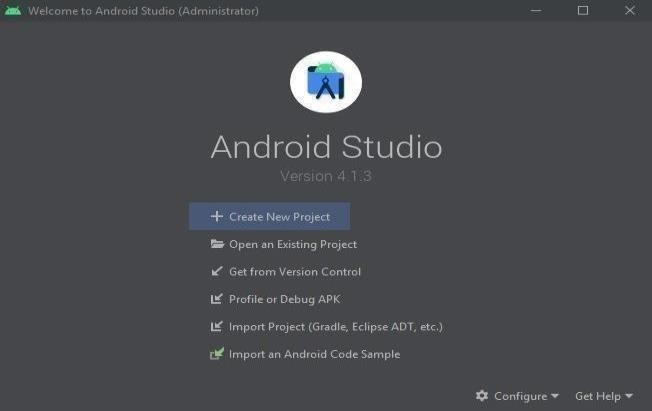 Welcome to Android Studio (Administrator)
Android Studio
Version 4.1.3
Create New Project
Open an Existing Project
Get from Version Control
Profile or Debug APK
Import Project (Gradle, Eclipse ADT, etc.)
Import an Android Code Sample
Configure Get Help